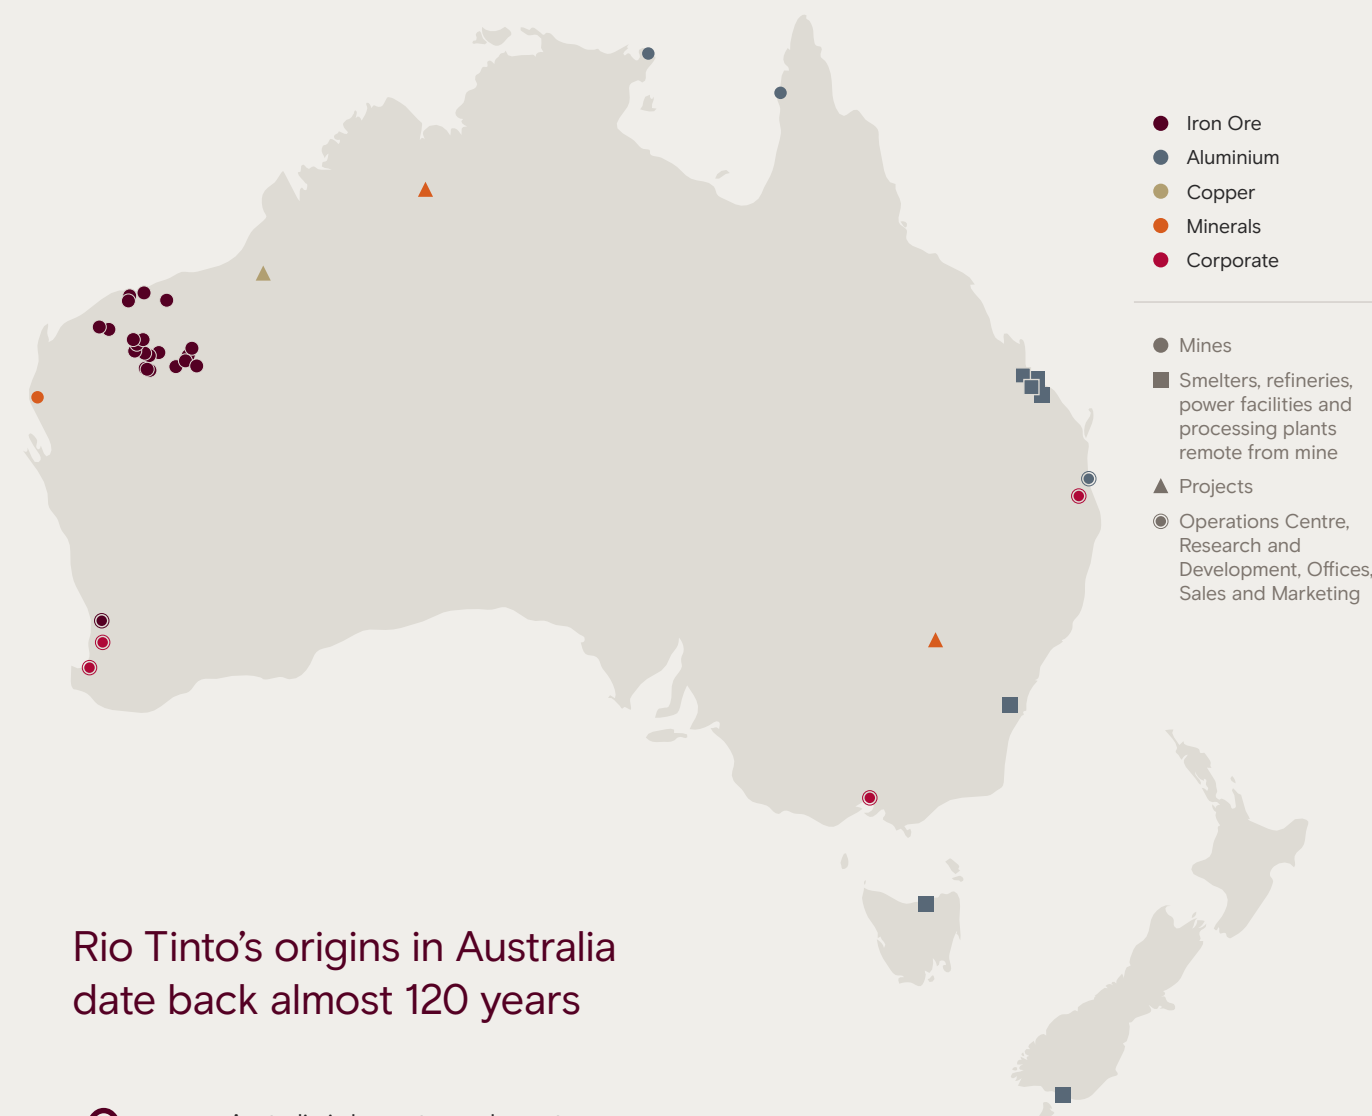 Iron Ore
Aluminium
Copper
Minerals
Corporate
Mines
Smelters, refineries,
power facilities and
processing plants
remote from mine
Projects
Operations Centre,
Research and
Development, Offices,
Sales and Marketing
Rio Tinto’s origins in Australia
date back almost 120 years